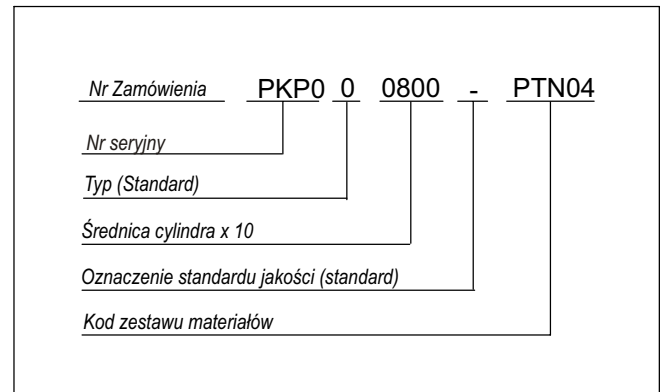 Nr Zamówienia PKP0 0 0800 - PTN04
Nr seryjny
Typ (Standard)
Średnica cylindra x 10
Oznaczenie standardu jakości (standard)
Kod zestawu materiałów